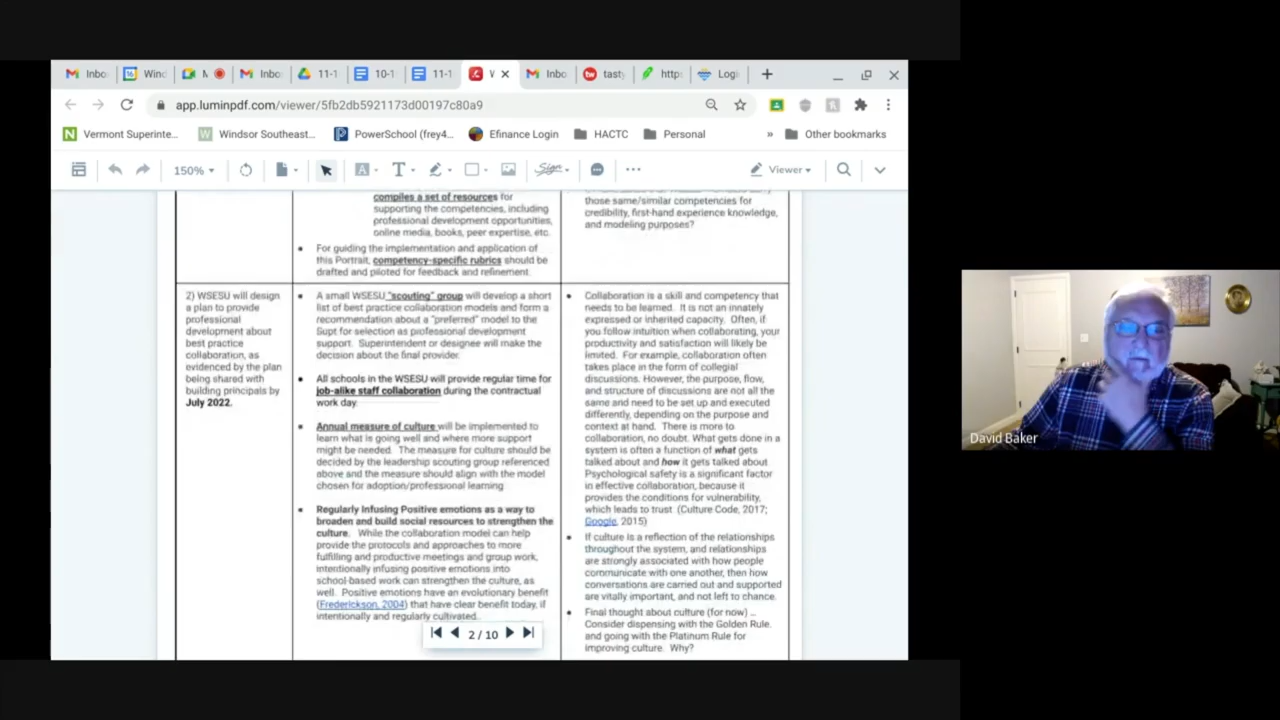 Inbo
Winc
M
Inbo
11-1
10-1
11-1
V
Inbo
tasty
http:
Logi
app.luminpdf.com/viewer/5fb2db5921173d00197c80a9
Vermont Superinte...
Windsor Southeast...
PowerSchool (frey4...
Efinance Login
HACTC
Personal
»
Other bookmarks
150%
Sign
Viewer
compiles a set of resources for
supporting the competencies, including
professional development opportunities,
online media, books, peer expertise, etc.
For guiding the implementation and application of
this Portrait, competency-specific rubrics should be
drafted and piloted for feedback and refinement.
those same/similar competencies for
credibility, first-hand experience knowledge,
and modeling purposes?
2) WSESU will design
a plan to provide
professional
development about
best practice
collaboration, as
evidenced by the plan
being shared with
building principals by
July 2022.
A small WSESU "scouting" group will develop a short
list of best practice collaboration models and form a
recommendation about a "preferred" model to the
Supt for selection as professional development
support. Superintendent or designee will make the
decision about the final provider.
All schools in the WSESU will provide regular time for
job-alike staff collaboration during the contractual
work day.
Annual measure of culture will be implemented to
learn what is going well and where more support
might be needed. The measure for culture should be
decided by the leadership scouting group referenced
above and the measure should align with the model
chosen for adoption/professional learning
Regularly Infusing Positive emotions as a way to
broaden and build social resources to strengthen the
culture. While the collaboration model can help
provide the protocols and approaches to more
fulfilling and productive meetings and group work,
intentionally infusing positive emotions into
school-based work can strengthen the culture, as
well. Positive emotions have an evolutionary benefit
(Frederickson, 2004) that have clear benefit today, if
intentionally and regularly cultivated..
Collaboration is a skill and competency that
needs to be learned. It is not an innately
expressed or inherited capacity. Often, if
you follow intuition when collaborating, your
productivity and satisfaction will likely be
limited. For example, collaboration often
takes place in the form of collegial
discussions. However, the purpose, flow,
and structure of discussions are not all the
same and need to be set up and executed
differently, depending on the purpose and
context at hand. There is more to
collaboration, no doubt. What gets done in a
system is often a function of what gets
talked about and how it gets talked about
Psychological safety is a significant factor
in effective collaboration, because it
provides the conditions for vulnerability,
which leads to trust. (Culture Code, 2017;
Google, 2015)
If culture is a reflection of the relationships
throughout the system, and relationships
are strongly associated with how people
communicate with one another, then how
conversations are carried out and supported
are vitally important, and not left to chance.
Final thought about culture (for now) ...
Consider dispensing with the Golden Rule.
and going with the Platinum Rule for
improving culture. Why?
2 / 10
David Baker